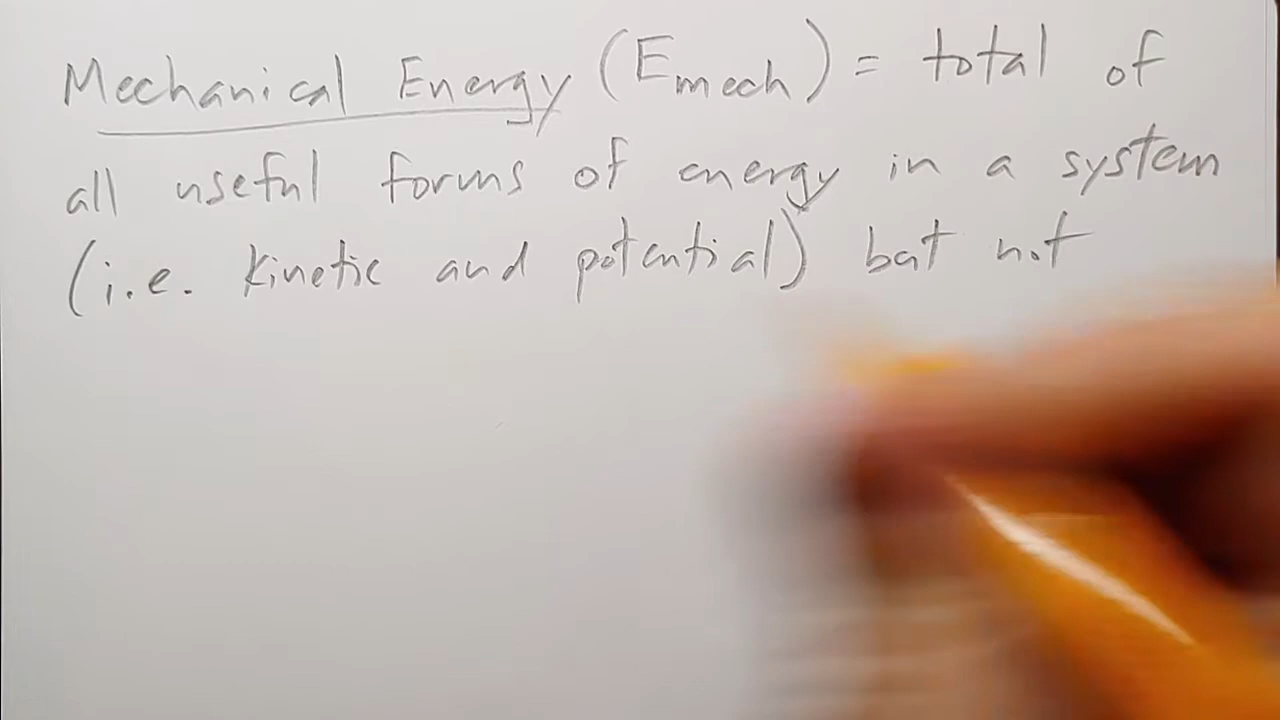 Mechanical Energy (Emech) = total of
all useful forms of energy in a system
(i.e. kinetic and potential) but not